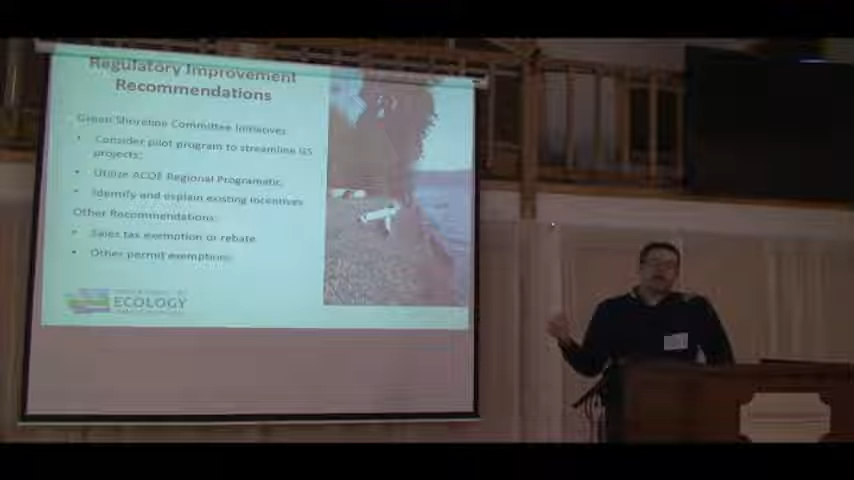 Regulatory Improvement
Recommendations
Green Shoreline Committee Initiatives
• Consider pilot program to streamline GS
projects;
• Utilize ACOE Regional Programatic
• Identify and explain existing incentives
Other Recommendations:
• Sales tax exemption or rebate
• Other permit exemptions
ECOLOGY